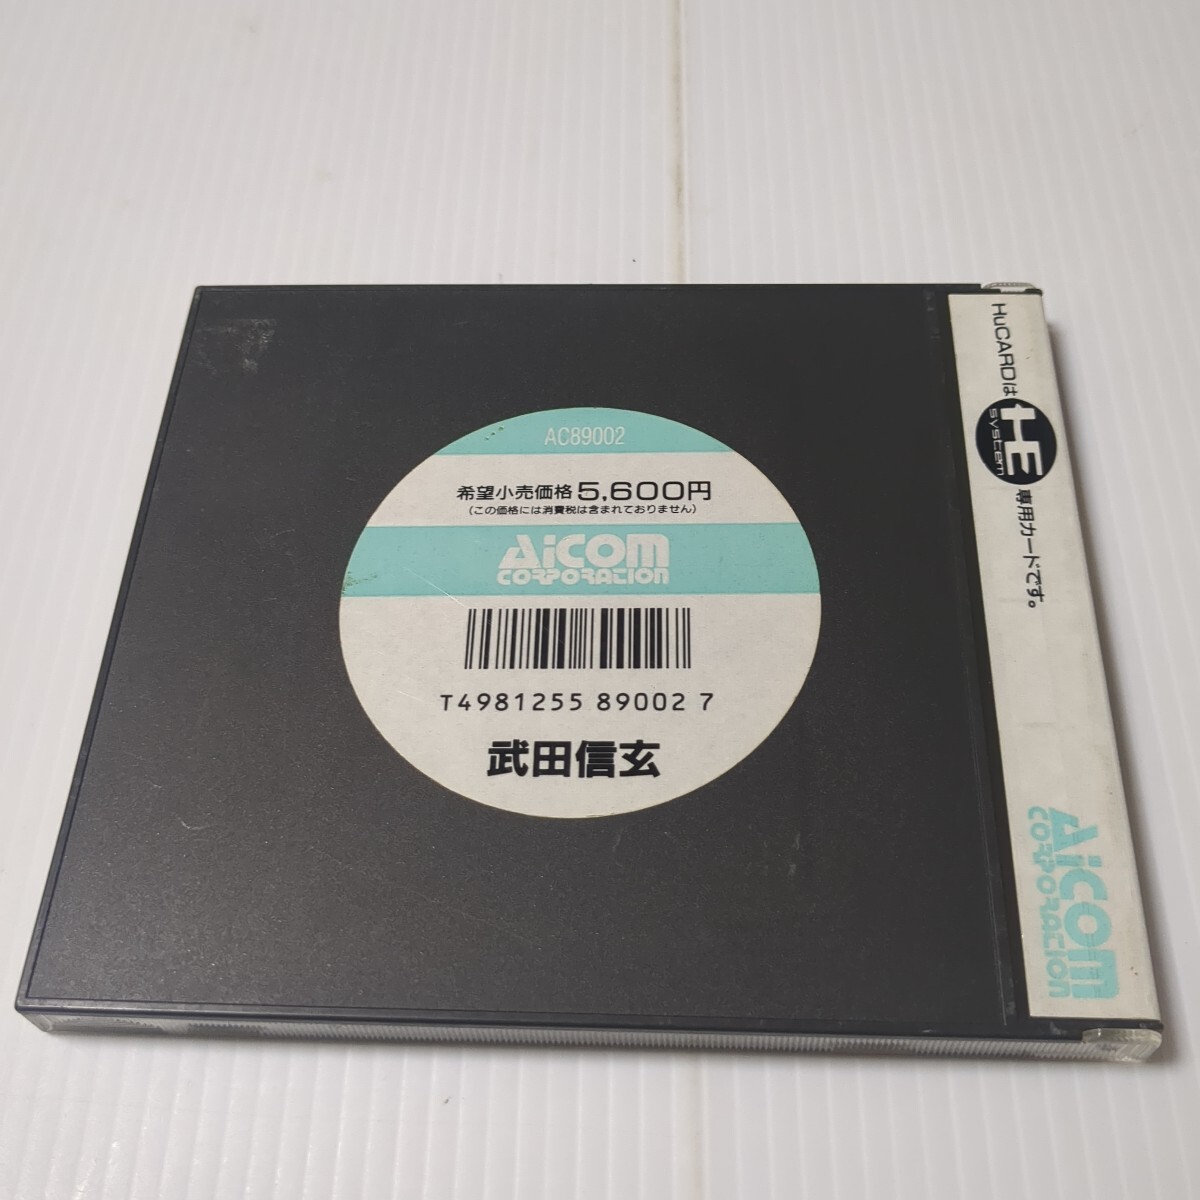 AC89002
希望小売価格 5,600円
(この価格には消費税は含まれておりません)
AiCOM
CORPORATION
T4981255 89002 7
武田信玄
HuCARDは HE system 専用カードです。
AiCOM
CORPORATION